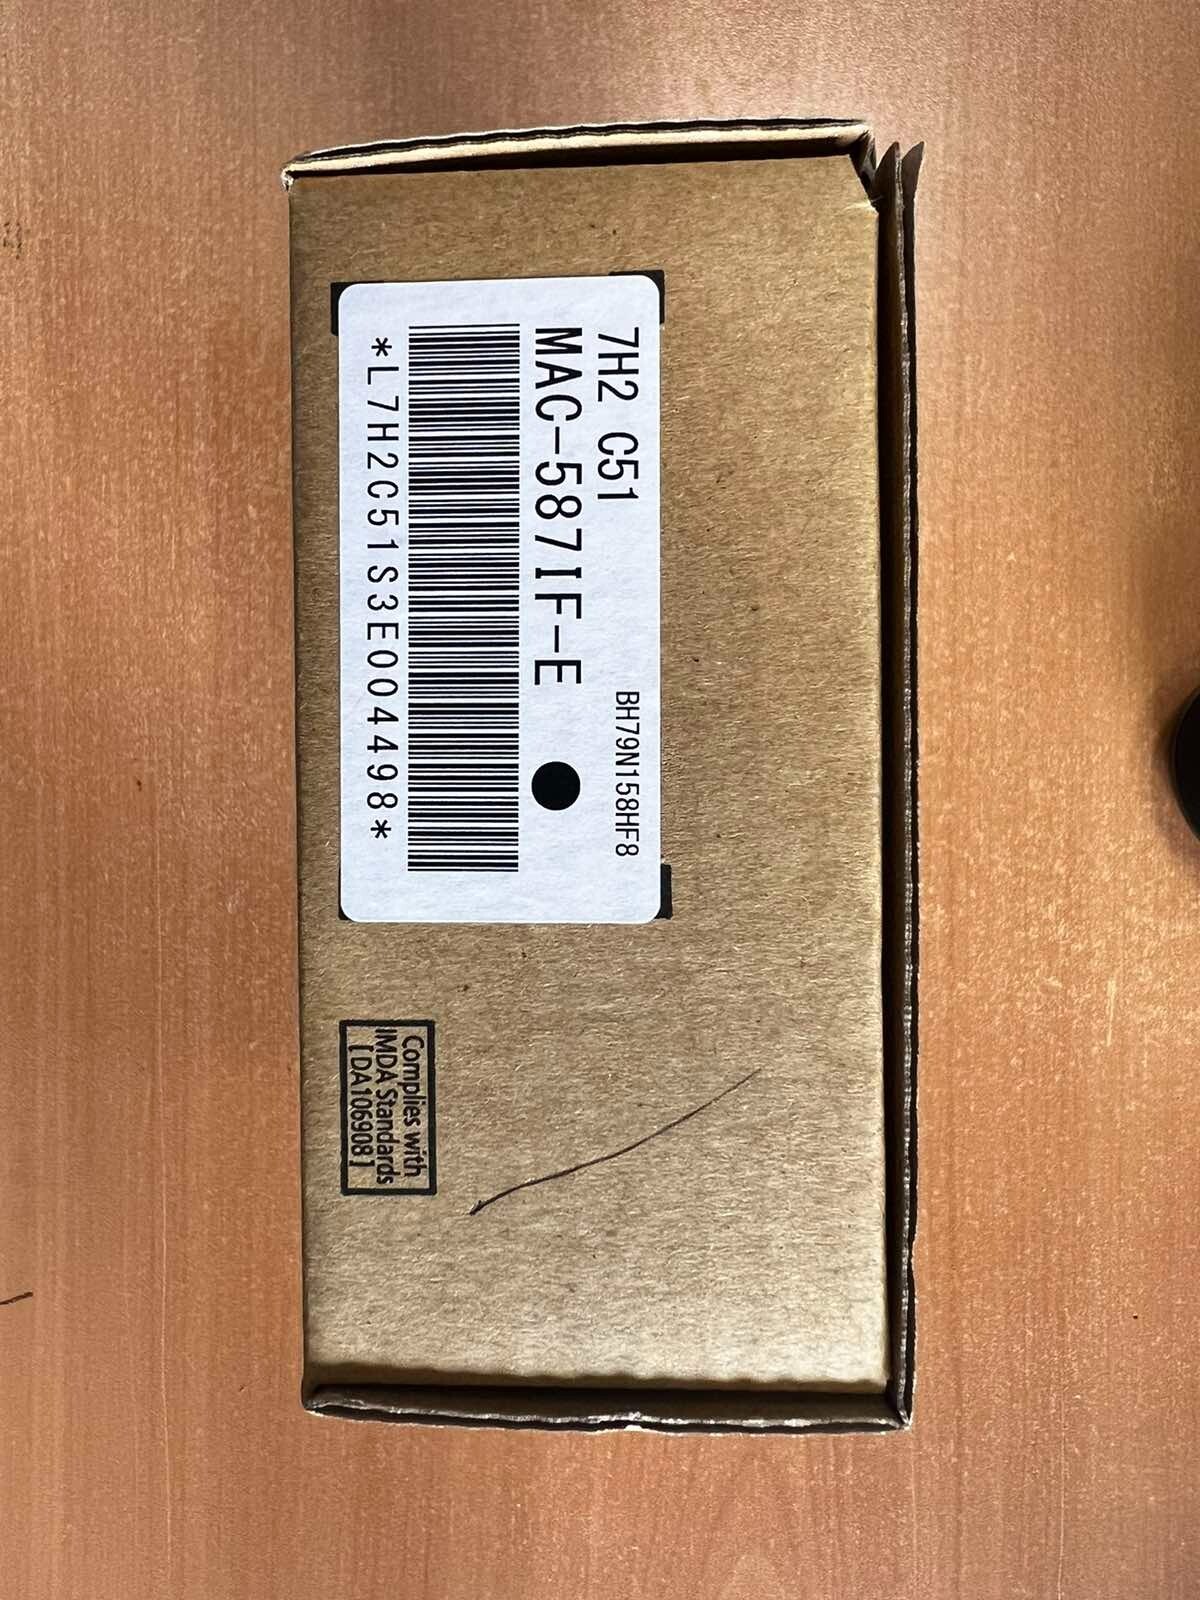 7H2 C51
BH79N158HF8
MAC-587IF-E
*L7H2C51S3E004498*
Complies with
IMDA Standards
[DA106908]